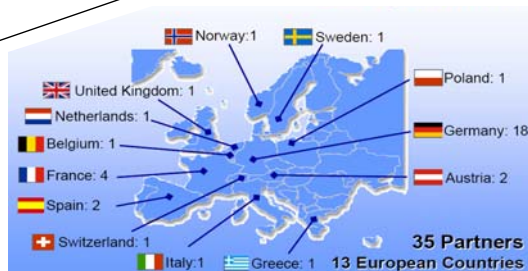 Norway:1
Sweden: 1
United Kingdom: 1
Poland: 1
Netherlands: 1
Germany: 18
Belgium: 1
France: 4
Austria: 2
Spain: 2
Switzerland: 1
Italy:1
Greece: 1
35 Partners
13 European Countries